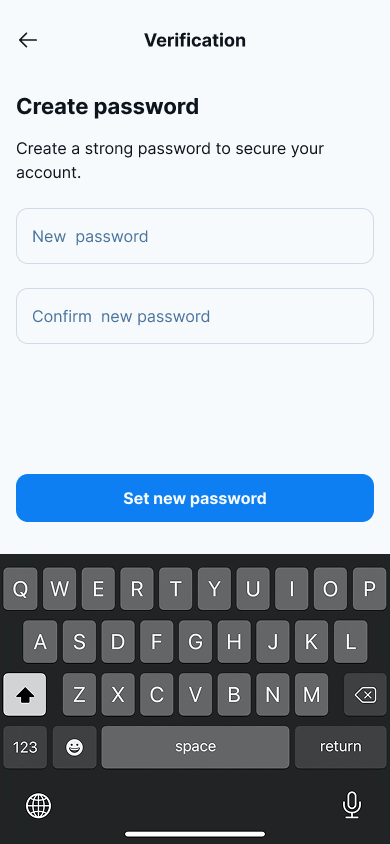 Verification
Create password
Create a strong password to secure your
account.
New  password
Confirm  new password
Set new password
Q W E R T Y U I O P
A S D F G H J K L
Z X C V B N M
123 space return